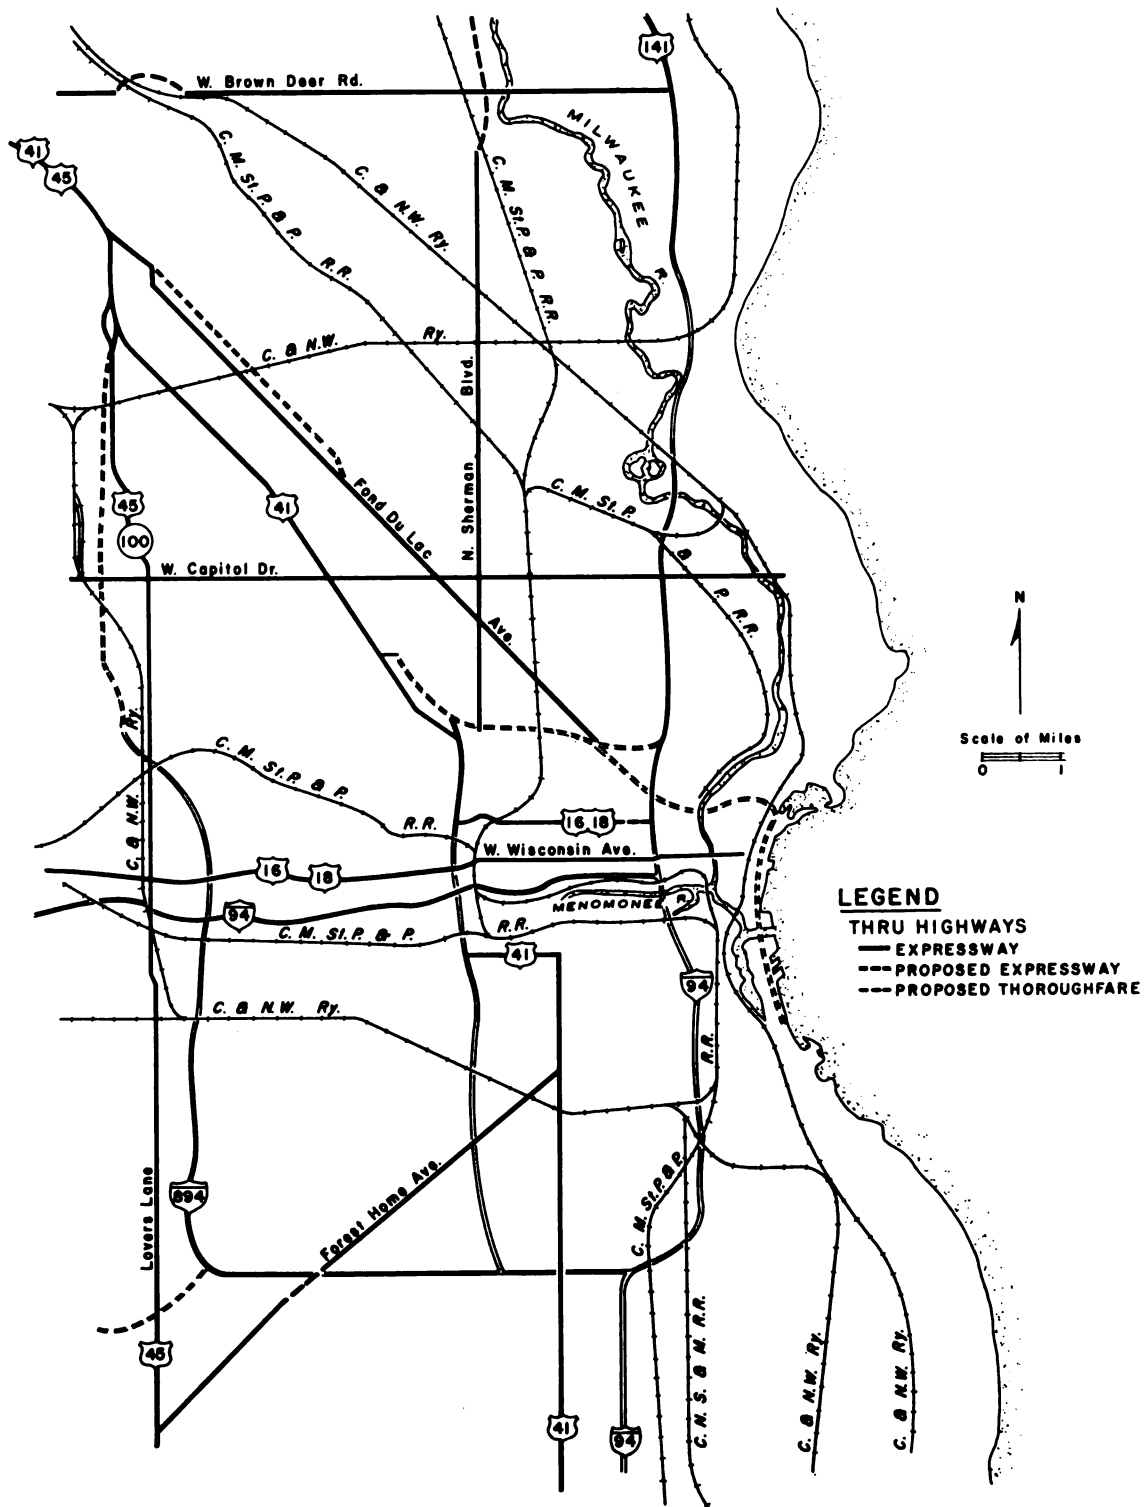 141
W. Brown Deer Rd.
MILWAUKEE R
41
45
C. M. St. P. & P. R.R.
C. & N.W. Ry.
C. M. St. P. & P. R.R.
C. & N.W. Ry.
N. Sherman Blvd.
45
100
41
Fond Du Lac Ave.
C. M. St. P. & P. R.R.
W. Capitol Dr.
N
Scale of Miles
0 1
C. & N.W. Ry.
C. M. St. P. & P. R.R.
16 18
W. Wisconsin Ave.
16
18
94
MENOMONEE R
C. M. St. P. & P. R.R.
41
94
R.R.
C. & N.W. Ry.
LEGEND
THRU HIGHWAYS
EXPRESSWAY
PROPOSED EXPRESSWAY
PROPOSED THOROUGHFARE
Lovers Lane
894
Forest Home Ave.
C. M. St. P. & P.
45
41
94
C. N. S. & M. R.R.
C. & N.W. Ry.
C. & N.W. Ry.